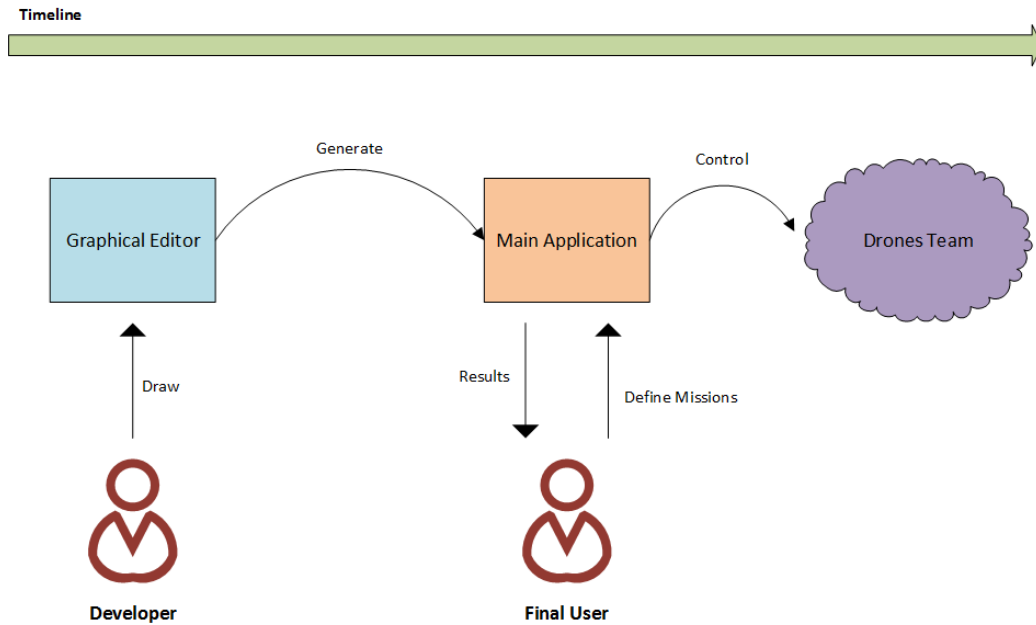 Timeline
Generate
Control
Graphical Editor
Main Application
Drones Team
Draw
Results
Define Missions
Developer
Final User